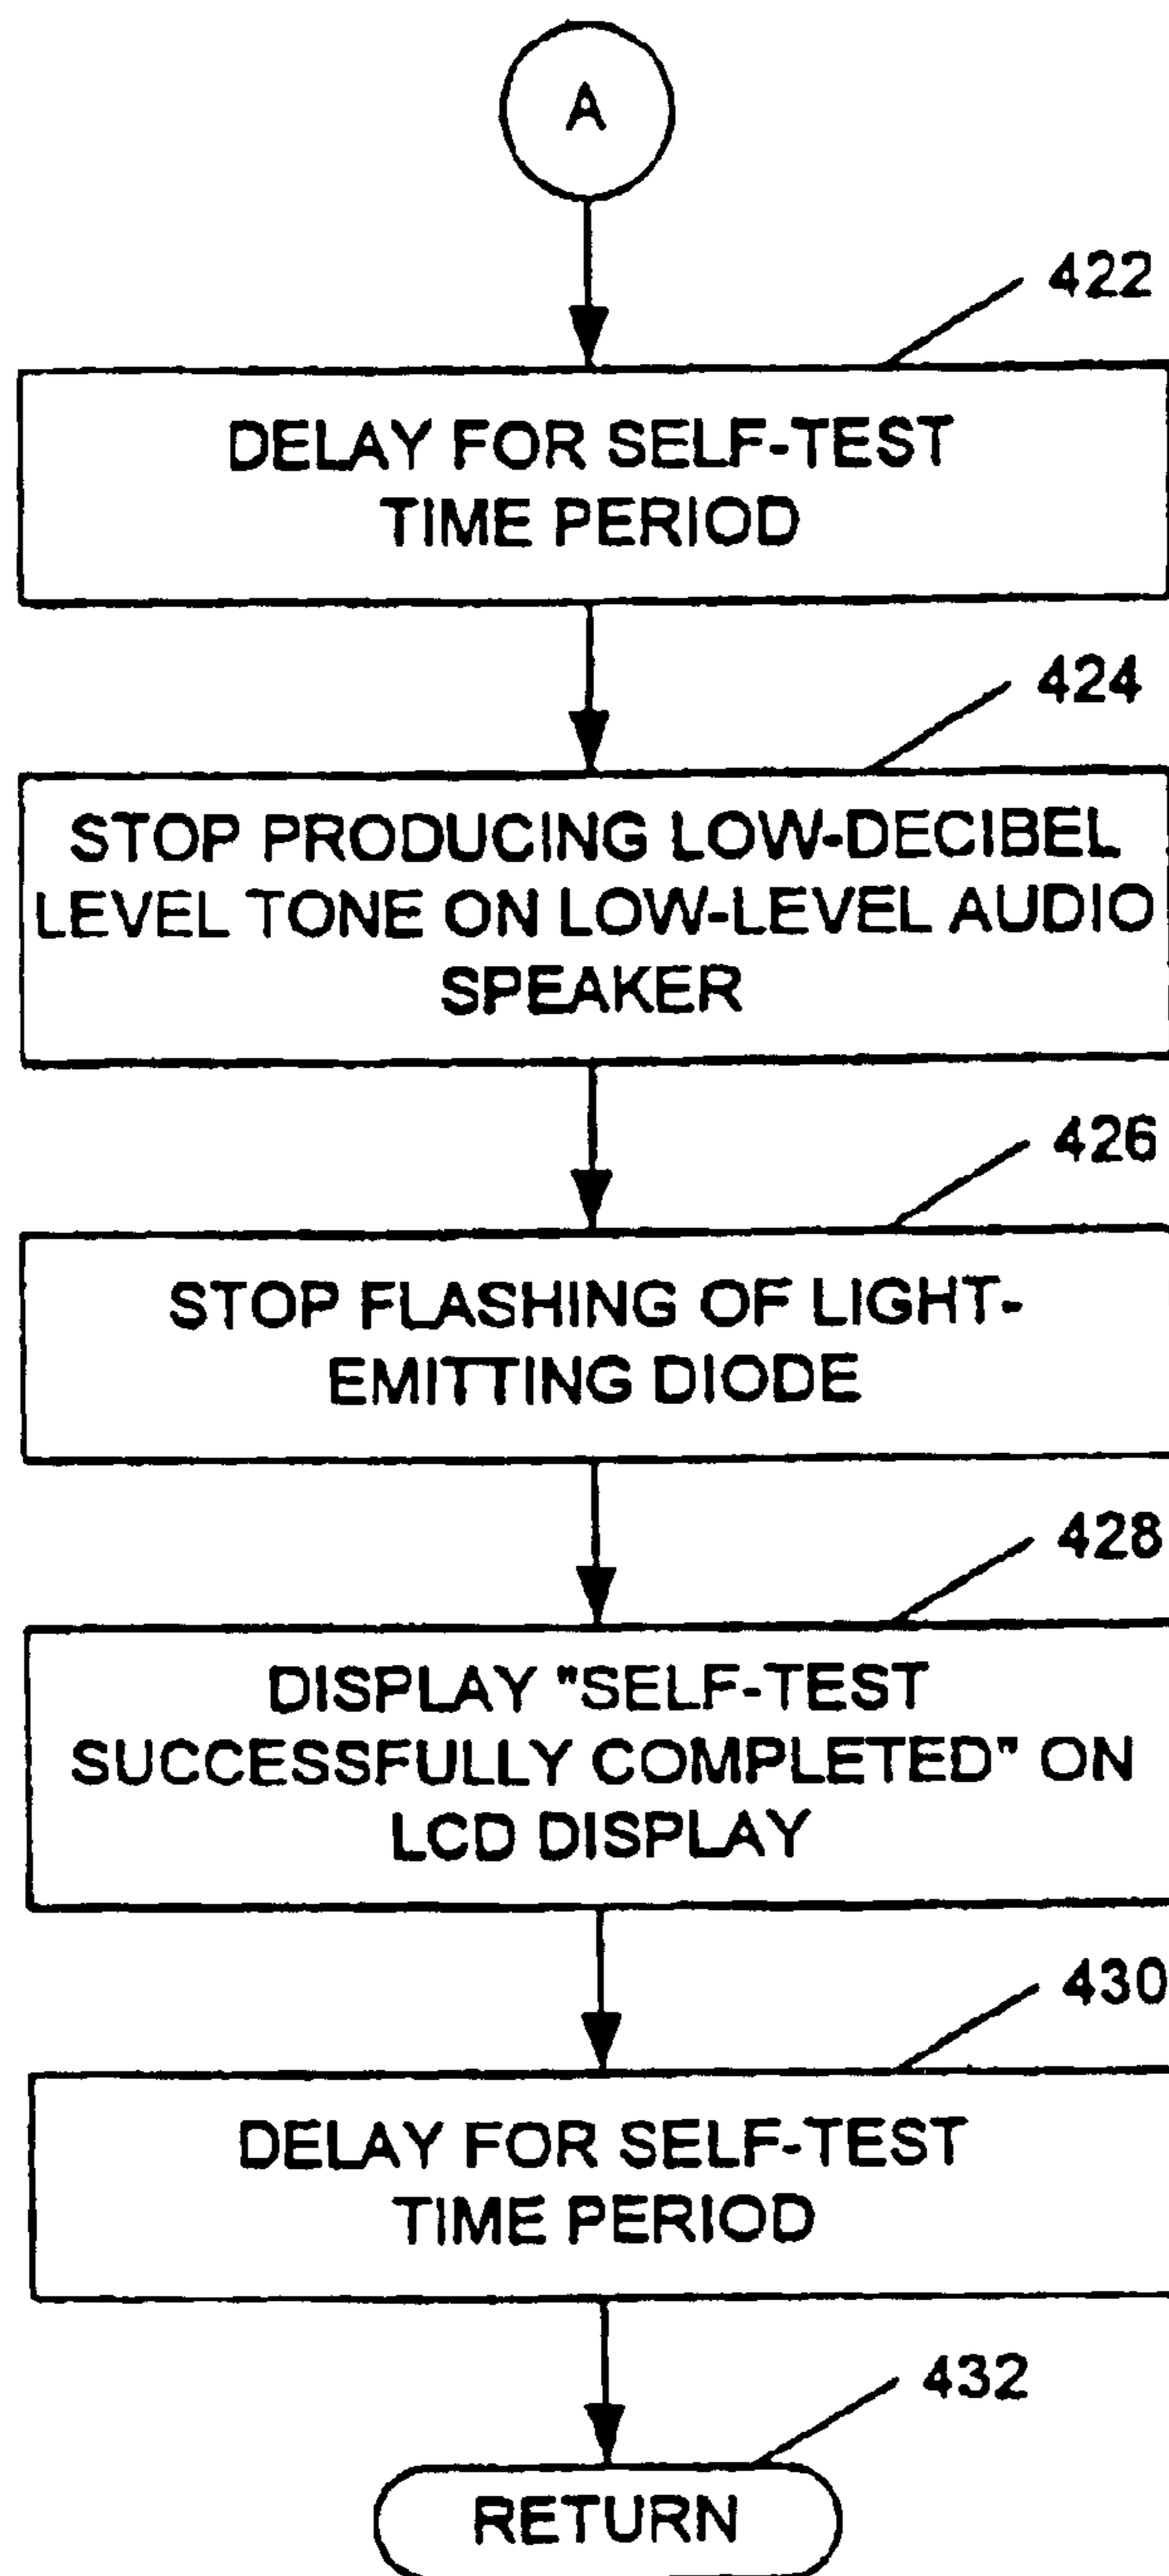 A
422
DELAY FOR SELF-TEST
TIME PERIOD
424
STOP PRODUCING LOW-DECIBEL
LEVEL TONE ON LOW-LEVEL AUDIO
SPEAKER
426
STOP FLASHING OF LIGHT-
EMITTING DIODE
428
DISPLAY "SELF-TEST
SUCCESSFULLY COMPLETED" ON
LCD DISPLAY
430
DELAY FOR SELF-TEST
TIME PERIOD
432
RETURN